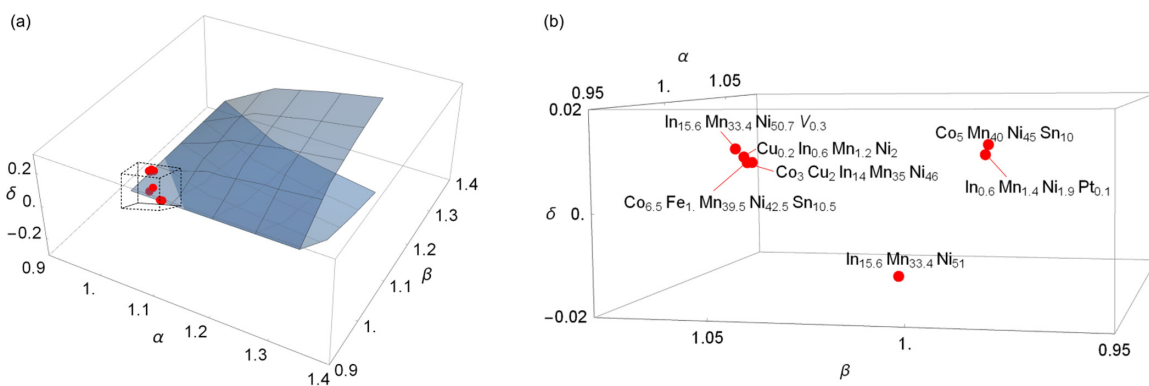 (a)
0.2
δ
0.
−0.2
0.9
1.
1.1
α
1.2
1.3
1.4
0.9
1.
1.1
β
1.2
1.3
1.4
(b)
α
0.95
1.
1.05
0.02
δ
0.
−0.02
In₁₅.₆ Mn₃₃.₄ Ni₅₀.₇ V₀.₃
Cu₀.₂ In₀.₆ Mn₁.₂ Ni₂
Co₃ Cu₂ In₁₄ Mn₃₅ Ni₄₆
Co₆.₅ Fe₁. Mn₃₉.₅ Ni₄₂.₅ Sn₁₀.₅
Co₅ Mn₄₀ Ni₄₅ Sn₁₀
In₀.₆ Mn₁.₄ Ni₁.₉ Pt₀.₁
In₁₅.₆ Mn₃₃.₄ Ni₅₁
1.05
1.
0.95
β